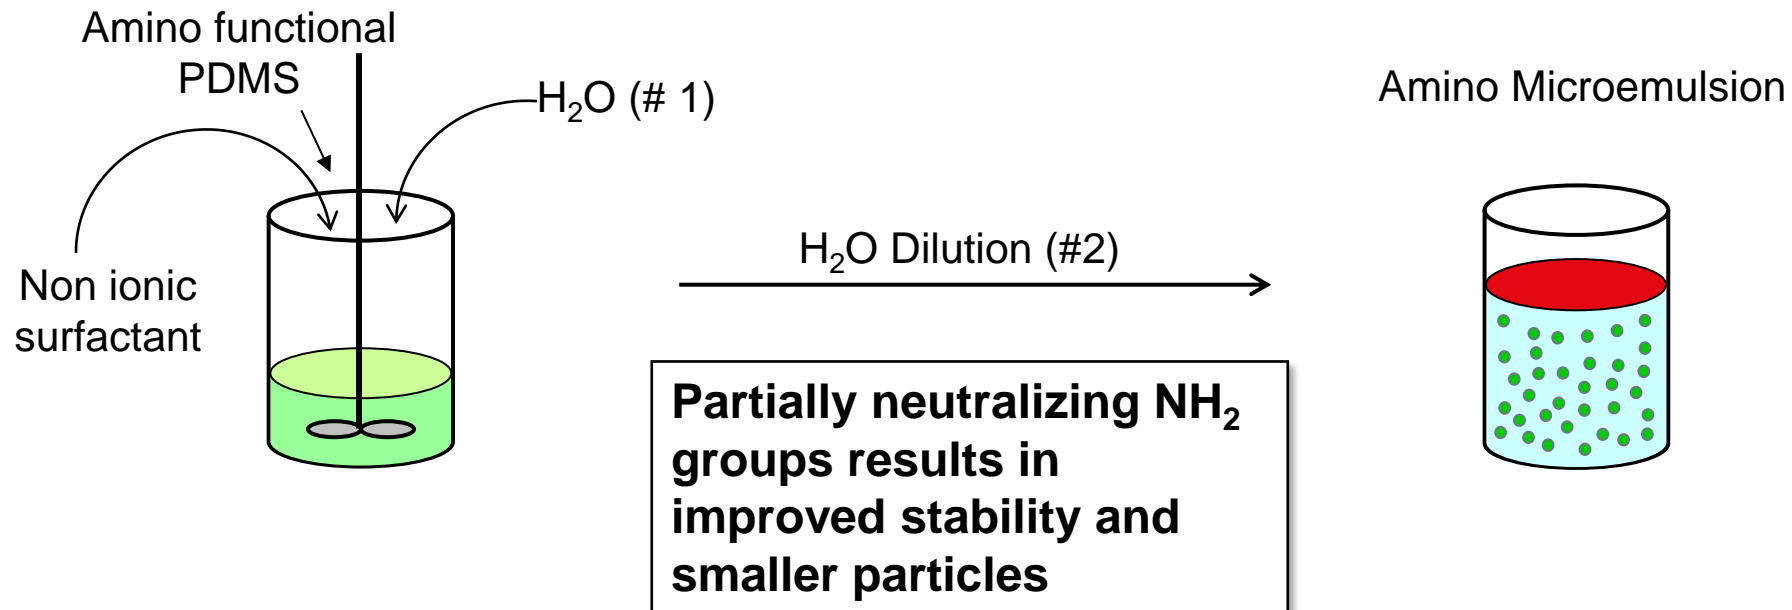 Amino functional
PDMS
H₂O (# 1)
Non ionic
surfactant
H₂O Dilution (#2)
Partially neutralizing NH₂
groups results in
improved stability and
smaller particles
Amino Microemulsion